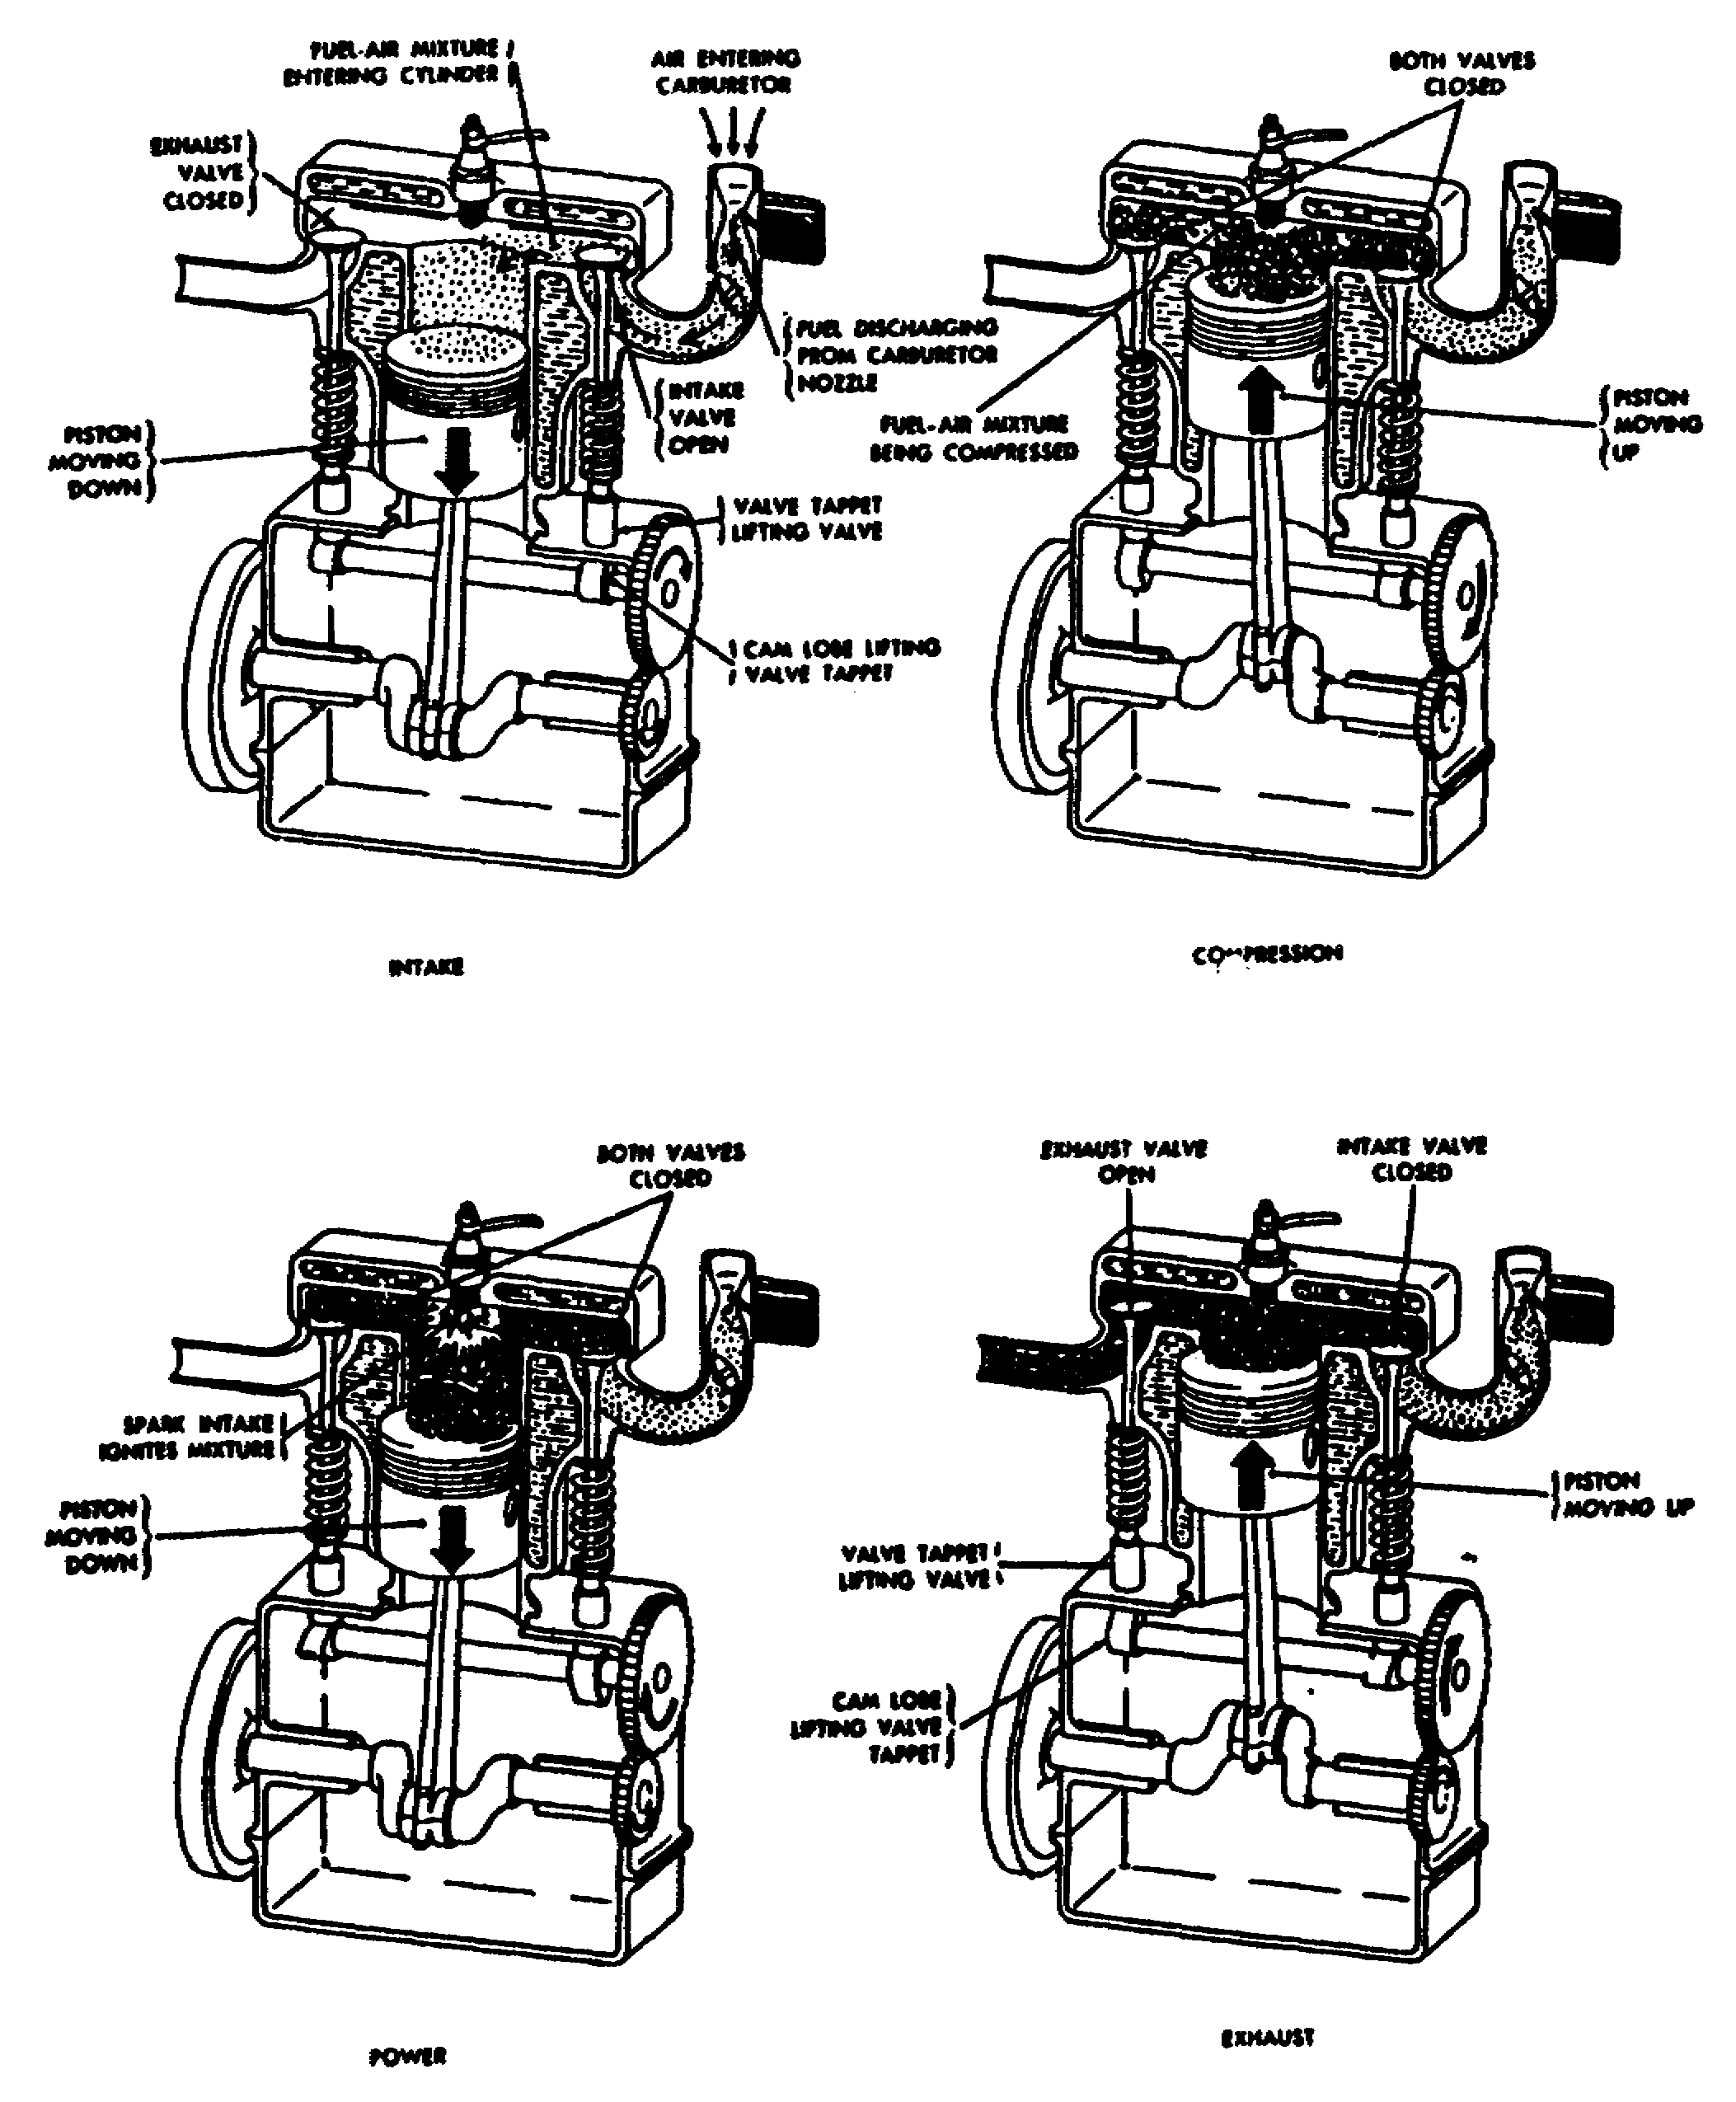 FUEL-AIR MIXTURE
ENTERING CYLINDER
AIR ENTERING
CARBURETOR
EXHAUST
VALVE
CLOSED
FUEL DISCHARGING
FROM CARBURETOR
NOZZLE
INTAKE
VALVE
OPEN
PISTON
MOVING
DOWN
VALVE TAPPET
LIFTING VALVE
CAM LOBE LIFTING
VALVE TAPPET
INTAKE
BOTH VALVES
CLOSED
FUEL-AIR MIXTURE
BEING COMPRESSED
PISTON
MOVING
UP
COMPRESSION
BOTH VALVES
CLOSED
SPARK INTAKE
IGNITES MIXTURE
PISTON
MOVING
DOWN
POWER
EXHAUST VALVE
OPEN
INTAKE VALVE
CLOSED
PISTON
MOVING UP
VALVE TAPPET
LIFTING VALVE
CAM LOBE
LIFTING VALVE
TAPPET
EXHAUST